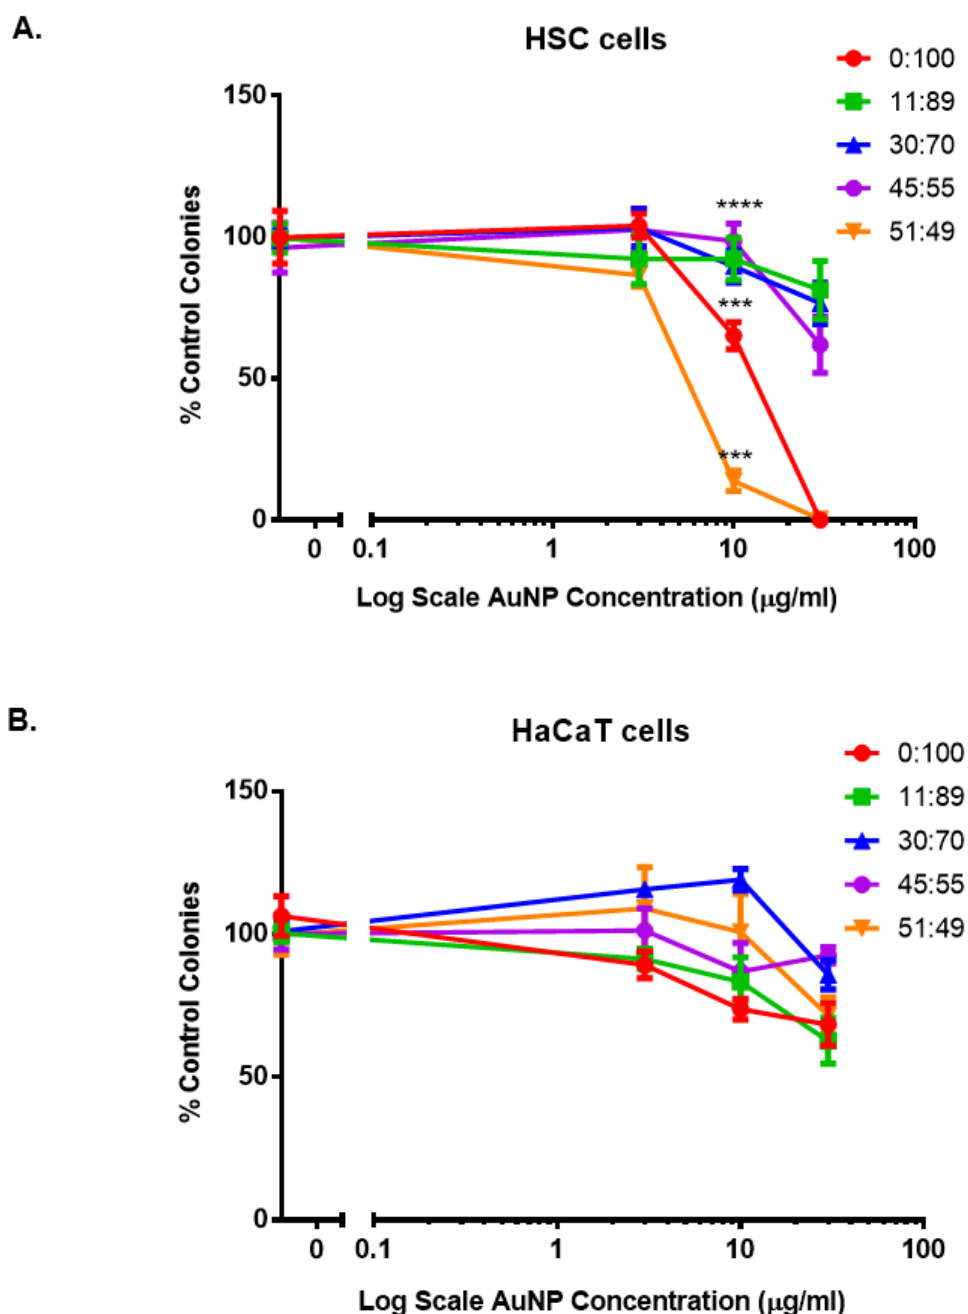 A.
HSC cells
0:100
11:89
30:70
45:55
51:49
150
100
50
0
% Control Colonies
****
***
***
0 0.1 1 10 100
Log Scale AuNP Concentration (μg/ml)
B.
HaCaT cells
0:100
11:89
30:70
45:55
51:49
150
100
50
0
% Control Colonies
0 0.1 1 10 100
Log Scale AuNP Concentration (μg/ml)